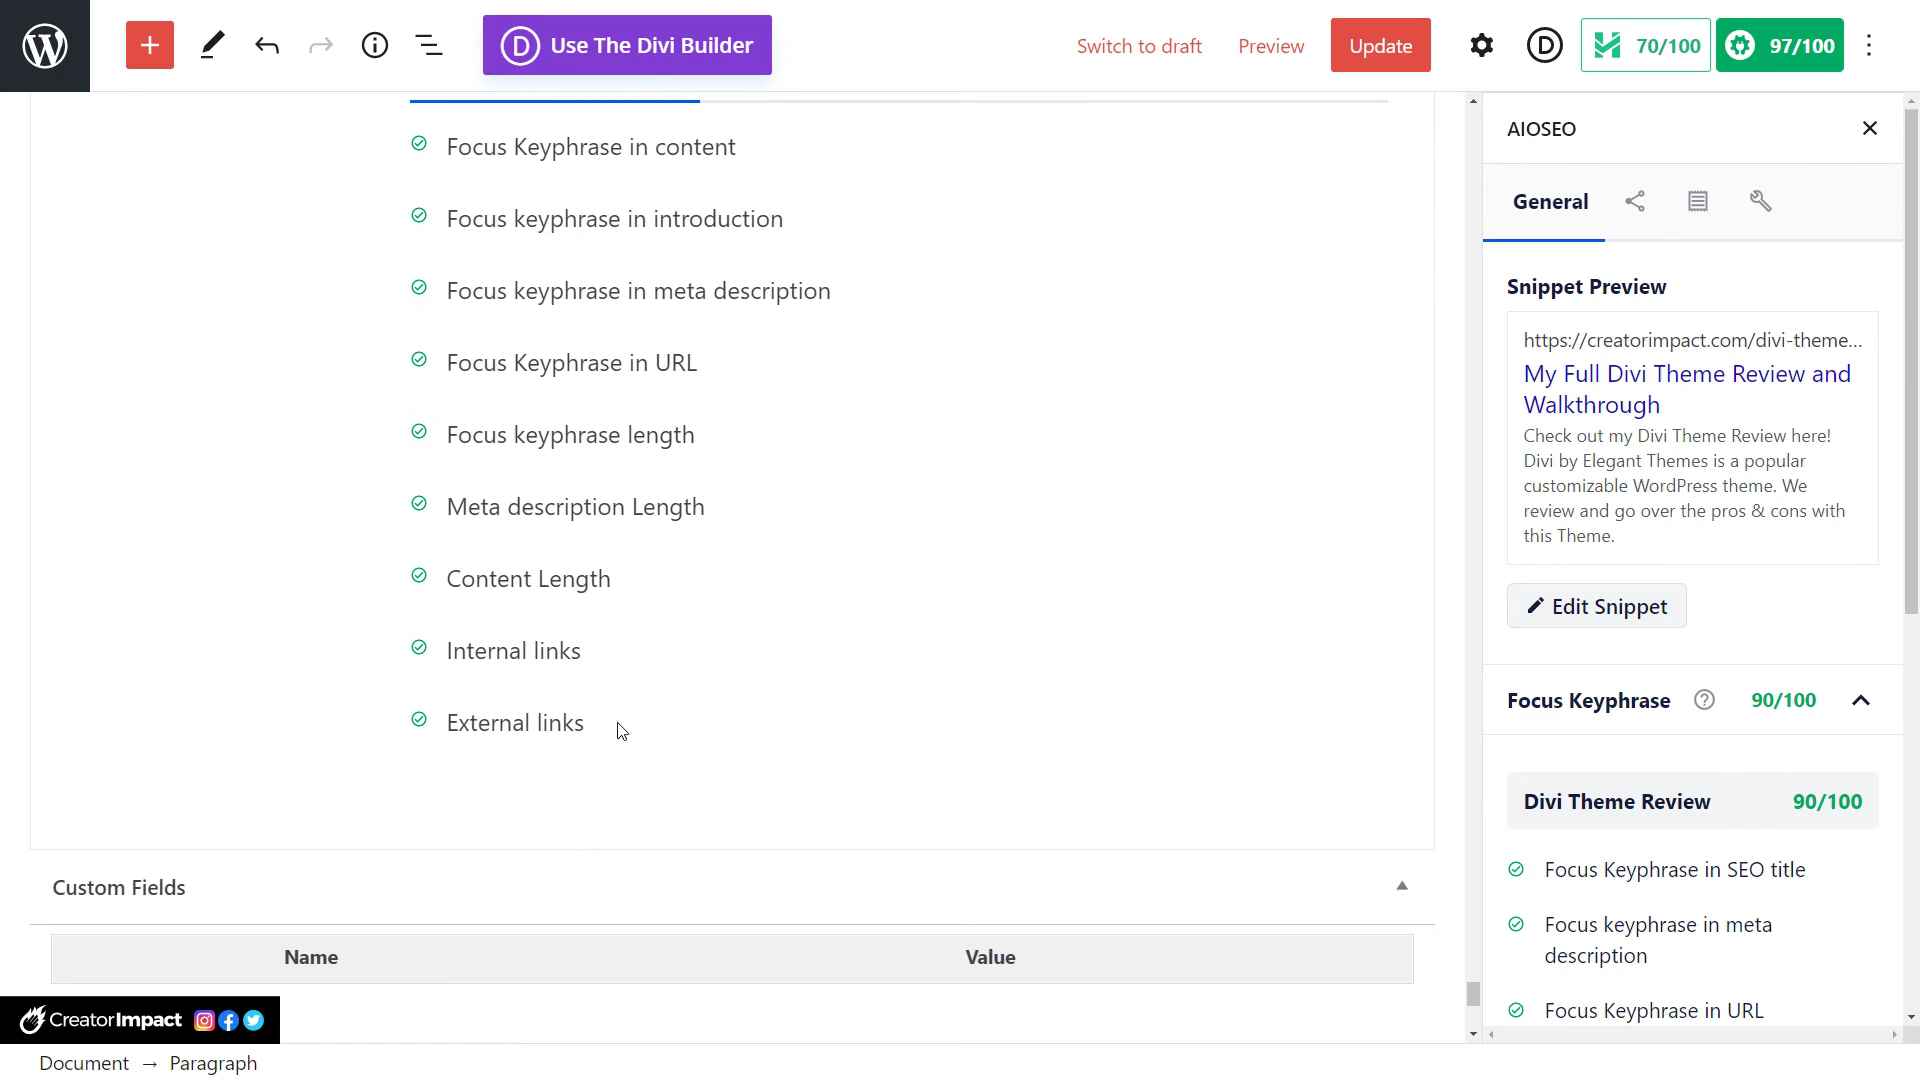 Use The Divi Builder
Switch to draft
Preview
Update
70/100
97/100
Focus Keyphrase in content
Focus keyphrase in introduction
Focus keyphrase in meta description
Focus Keyphrase in URL
Focus keyphrase length
Meta description Length
Content Length
Internal links
External links
Custom Fields
Name
Value
CreatorImpact
Document → Paragraph
AIOSEO
General
Snippet Preview
https://creatorimpact.com/divi-theme...
My Full Divi Theme Review and
Walkthrough
Check out my Divi Theme Review here!
Divi by Elegant Themes is a popular
customizable WordPress theme. We
review and go over the pros & cons with
this Theme.
Edit Snippet
Focus Keyphrase
90/100
Divi Theme Review
90/100
Focus Keyphrase in SEO title
Focus keyphrase in meta
description
Focus Keyphrase in URL